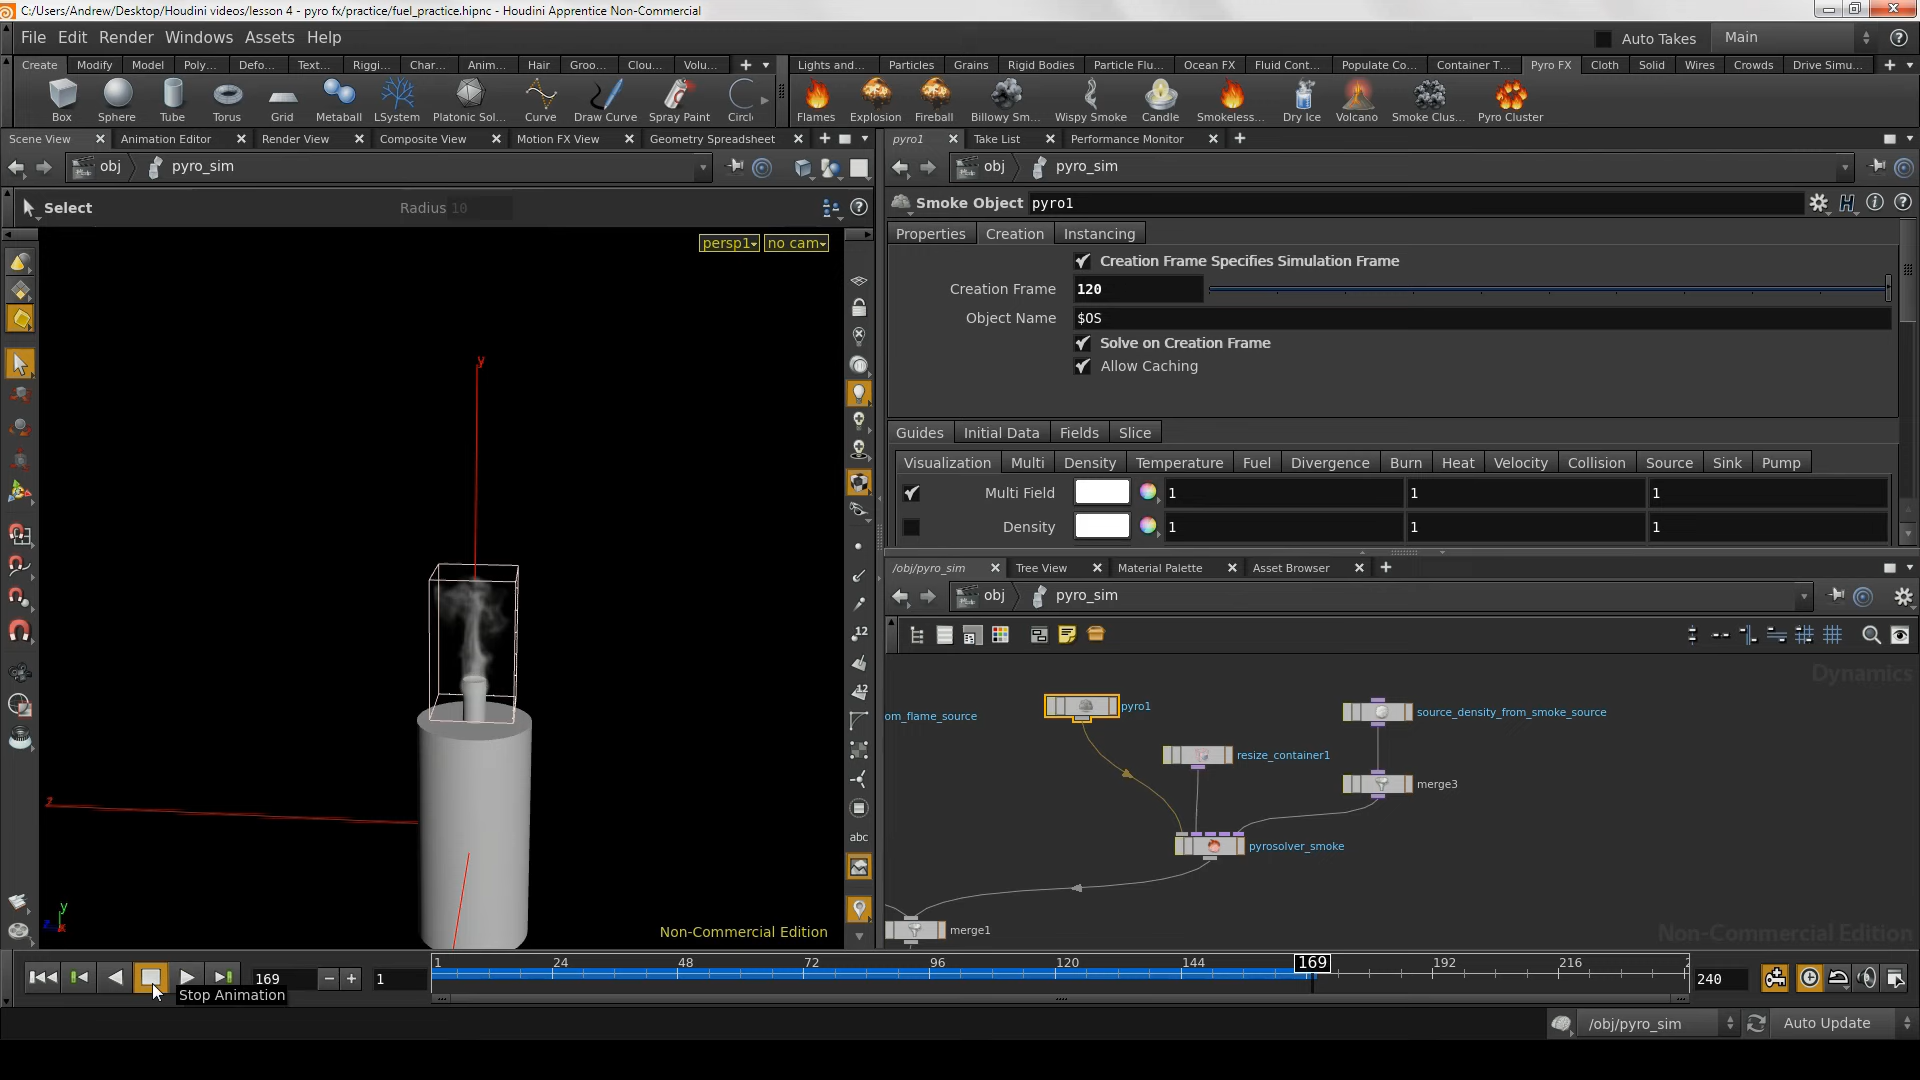 C:/Users/Andrew/Desktop/Houdini videos/lesson 4 - pyro fx/practice/fuel_practice.hipnc - Houdini Apprentice Non-Commercial
File Edit Render Windows Assets Help
Auto Takes Main
Create Modify Model Poly... Defo... Text... Riggi... Char... Anim... Hair Groo... Clou... Volu...
Lights and... Particles Grains Rigid Bodies Particle Flu... Ocean FX Fluid Cont... Populate Co... Container T... Pyro FX Cloth Solid Wires Crowds Drive Simu...
Box Sphere Tube Torus Grid Metaball LSystem Platonic Sol... Curve Draw Curve Spray Paint Circl
Flames Explosion Fireball Billowy Sm... Wispy Smoke Candle Smokeless... Dry Ice Volcano Smoke Clus... Pyro Cluster
Scene View Animation Editor Render View Composite View Motion FX View Geometry Spreadsheet
pyro1 Take List Performance Monitor
obj pyro_sim
obj pyro_sim
Select Radius 10
Smoke Object pyro1
persp1 no cam
Properties Creation Instancing
Creation Frame Specifies Simulation Frame
Creation Frame 120
Object Name $OS
Solve on Creation Frame
Allow Caching
Guides Initial Data Fields Slice
Visualization Multi Density Temperature Fuel Divergence Burn Heat Velocity Collision Source Sink Pump
Multi Field 1 1 1
Density 1 1 1
/obj/pyro_sim Tree View Material Palette Asset Browser
obj pyro_sim
Dynamics
om_flame_source
pyro1
source_density_from_smoke_source
resize_container1
merge3
pyrosolver_smoke
merge1
Non-Commercial Edition
y
z
12
12
abc
y
z x
Non-Commercial Edition
169 1
1 24 48 72 96 120 144 169 192 216 2
240
Stop Animation
/obj/pyro_sim Auto Update